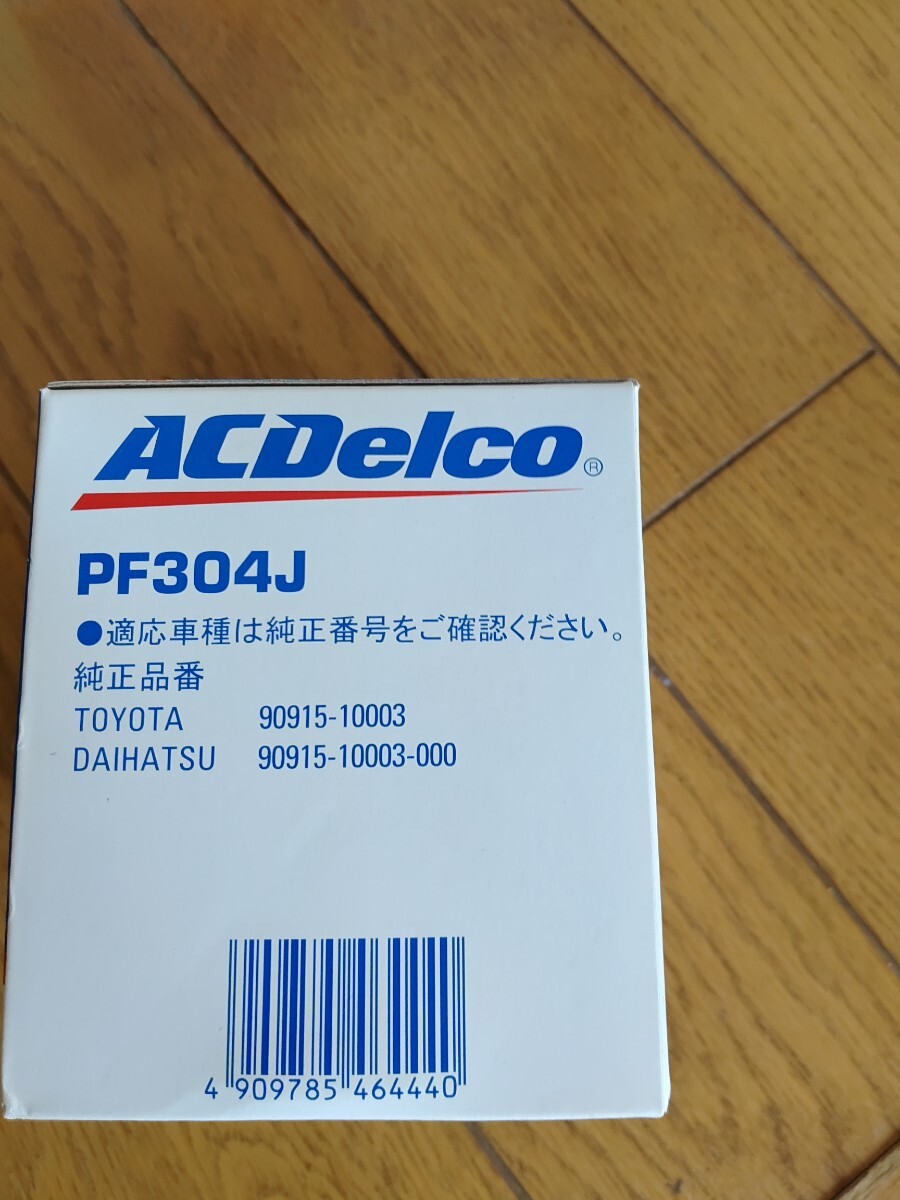 ACDelco®
PF304J
●適応車種は純正番号をご確認ください。
純正品番
TOYOTA 90915-10003
DAIHATSU 90915-10003-000
4 909785 464440